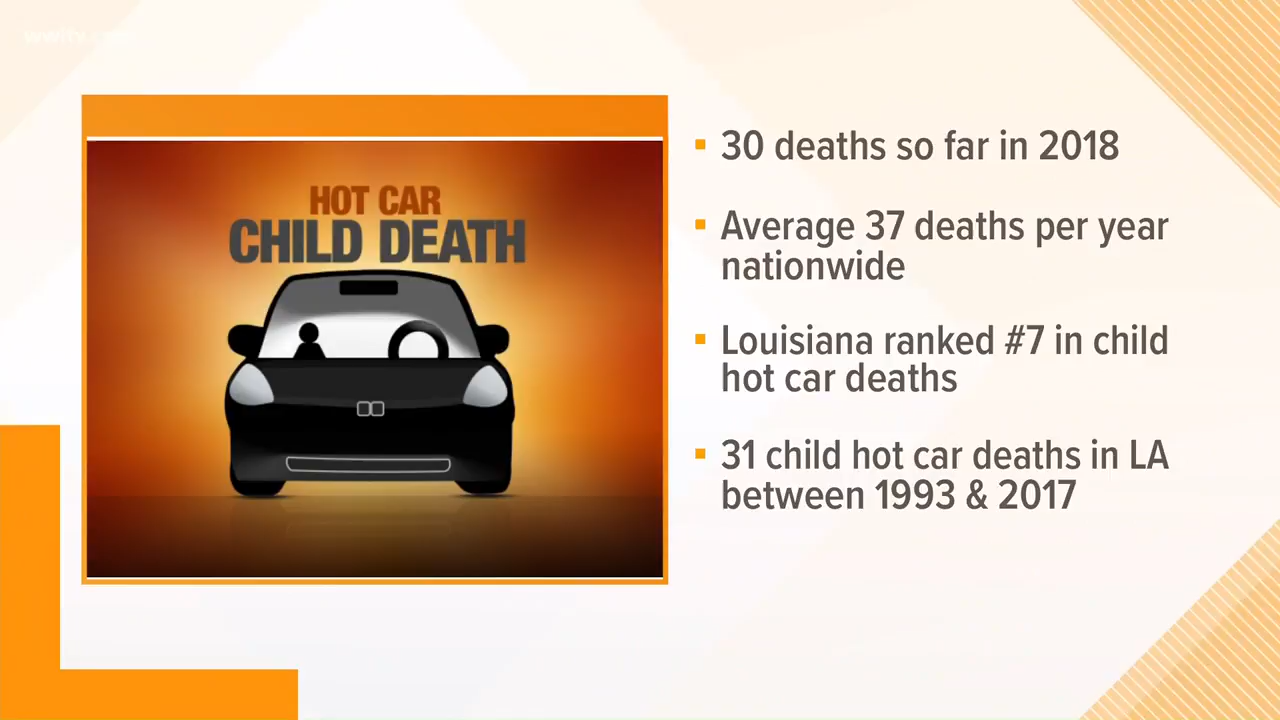 HOT CAR
CHILD DEATH
30 deaths so far in 2018
Average 37 deaths per year
nationwide
Louisiana ranked #7 in child
hot car deaths
31 child hot car deaths in LA
between 1993 & 2017